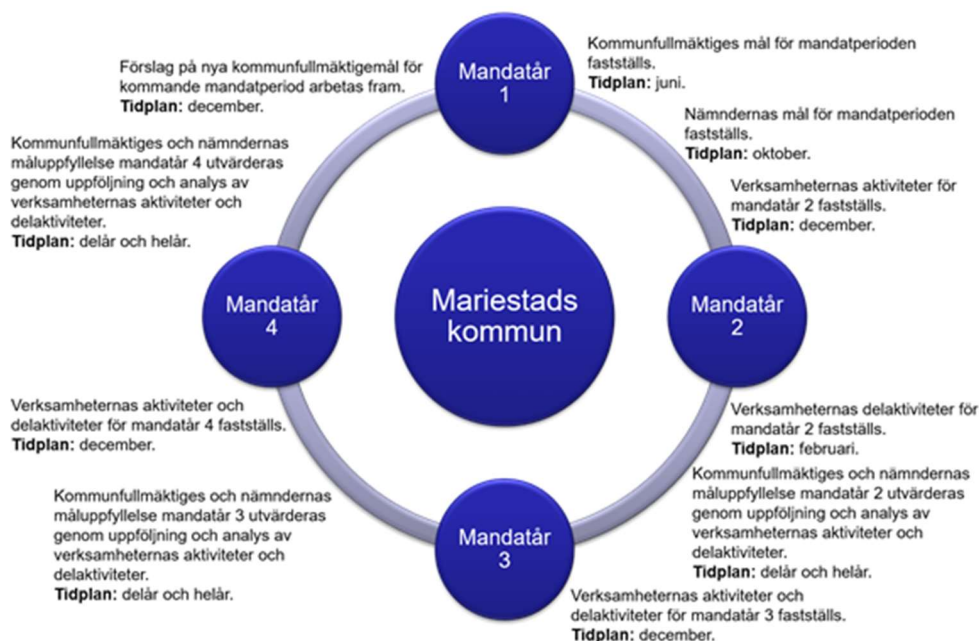 Mandatår
1
Kommunfullmäktiges mål för mandatperioden
fastställs.
Tidplan: juni.
Nämndernas mål för mandatperioden
fastställs.
Tidplan: oktober.
Verksamheternas aktiviteter för
mandatår 2 fastställs.
Tidplan: december.
Mandatår
2
Verksamheternas delaktiviteter för
mandatår 2 fastställs.
Tidplan: februari.
Kommunfullmäktiges och nämndernas
måluppfyllelse mandatår 2 utvärderas
genom uppföljning och analys av
verksamheternas aktiviteter och
delaktiviteter.
Tidplan: delår och helår.
Verksamheternas aktiviteter och
delaktiviteter för mandatår 3 fastställs.
Tidplan: december.
Mandatår
3
Kommunfullmäktiges och nämndernas
måluppfyllelse mandatår 3 utvärderas
genom uppföljning och analys av
verksamheternas aktiviteter och
delaktiviteter.
Tidplan: delår och helår.
Verksamheternas aktiviteter och
delaktiviteter för mandatår 4 fastställs.
Tidplan: december.
Mandatår
4
Kommunfullmäktiges och nämndernas
måluppfyllelse mandatår 4 utvärderas
genom uppföljning och analys av
verksamheternas aktiviteter och
delaktiviteter.
Tidplan: delår och helår.
Förslag på nya kommunfullmäktigemål för
kommande mandatperiod arbetas fram.
Tidplan: december.
Mariestads
kommun